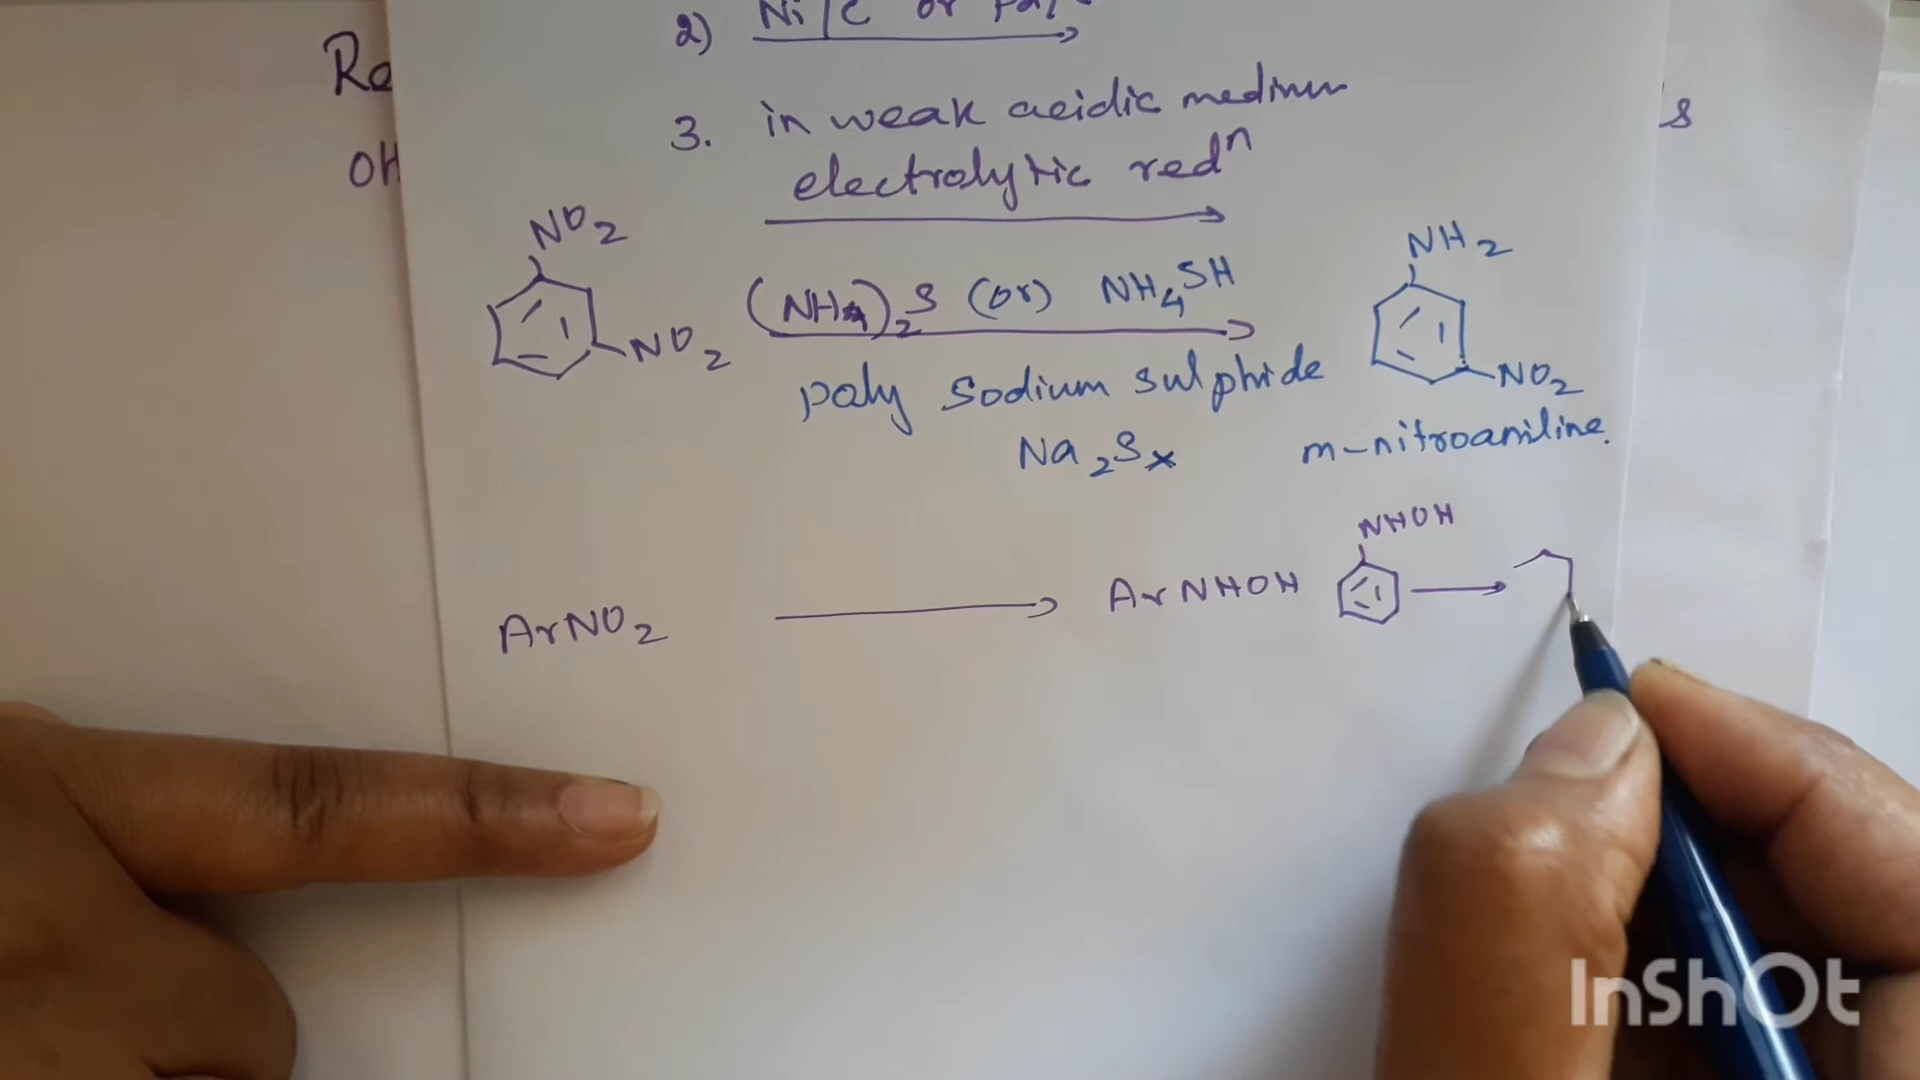 2) Ni/C or Pd/
Re
3. in weak acidic medium
OH
s
electrolytic redⁿ
NO2
NH2
(NH4)2S (or) NH4SH
NO2
NO2
poly sodium sulphide
Na2Sx
m-nitroaniline.
NHOH
ArNO2
ArNHOH
InShOt